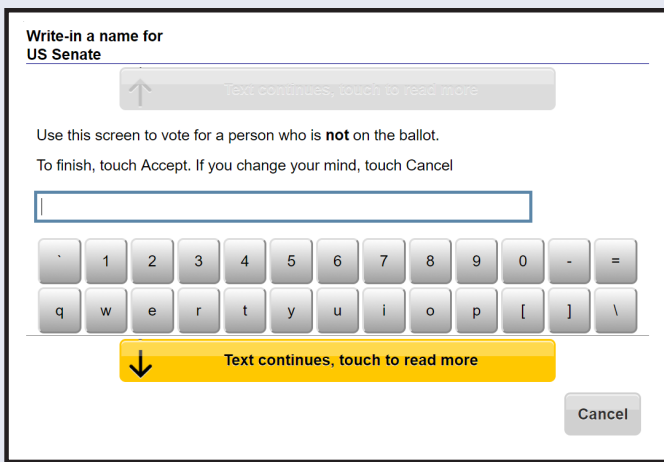 Write-in a name for
US Senate
Text continues, touch to read more
Use this screen to vote for a person who is not on the ballot.
To finish, touch Accept. If you change your mind, touch Cancel
` 1 2 3 4 5 6 7 8 9 0 - =
q w e r t y u i o p [ ] \
Text continues, touch to read more
Cancel